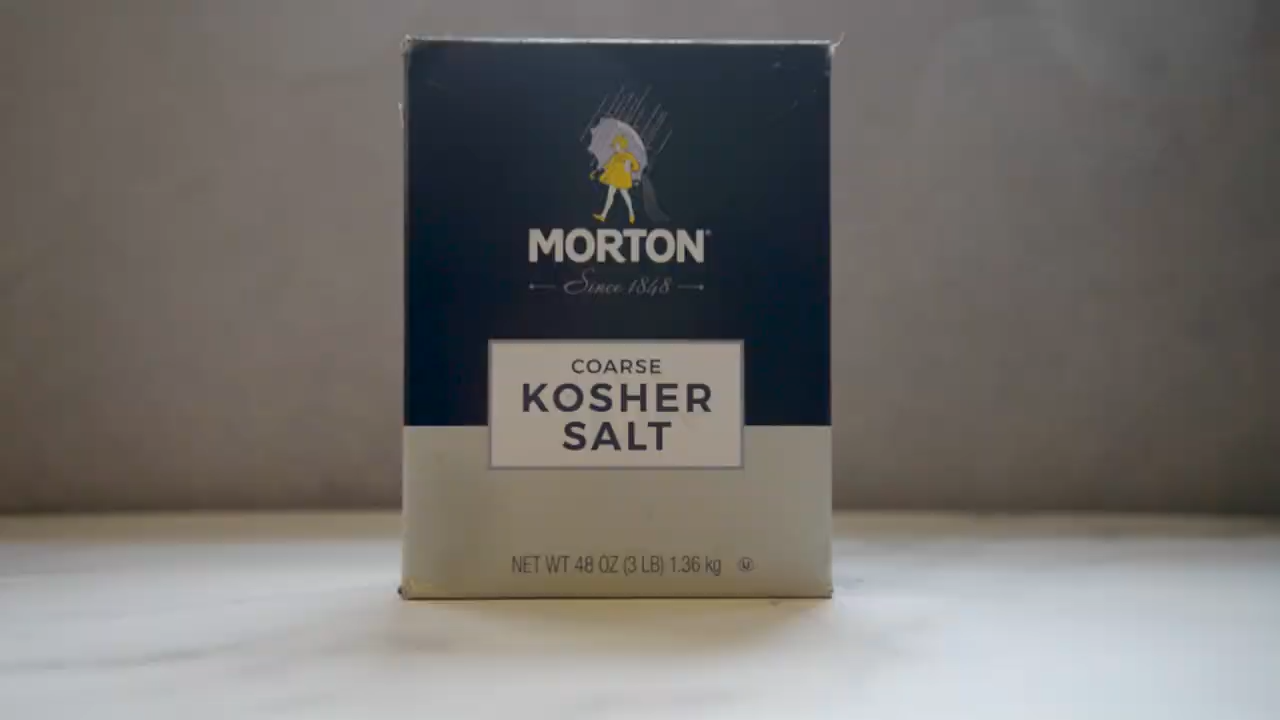 MORTON®
Since 1848
COARSE
KOSHER
SALT
NET WT 48 OZ (3 LB) 1.36 kg Ⓤ